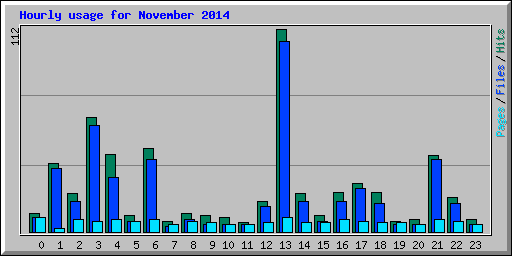 Hourly usage for November 2014
112
Pages/Files/Hits
0 1 2 3 4 5 6 7 8 9 10 11 12 13 14 15 16 17 18 19 20 21 22 23